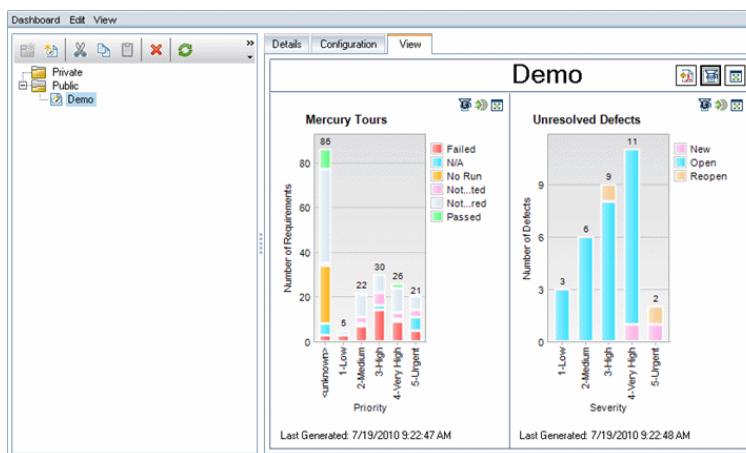 Dashboard Edit View
Details Configuration View
Private
Public
Demo
Demo
Mercury Tours
86
5
22
30
26
21
80
60
40
20
0
Number of Requirements
<unknown>
1-Low
2-Medium
3-High
4-Very High
5-Urgent
Priority
Failed
N/A
No Run
Not...ted
Not...red
Passed
Last Generated: 7/19/2010 9:22:47 AM
Unresolved Defects
3
6
9
11
2
9
6
3
0
Number of Defects
1-Low
2-Medium
3-High
4-Very High
5-Urgent
Severity
New
Open
Reopen
Last Generated: 7/19/2010 9:22:48 AM